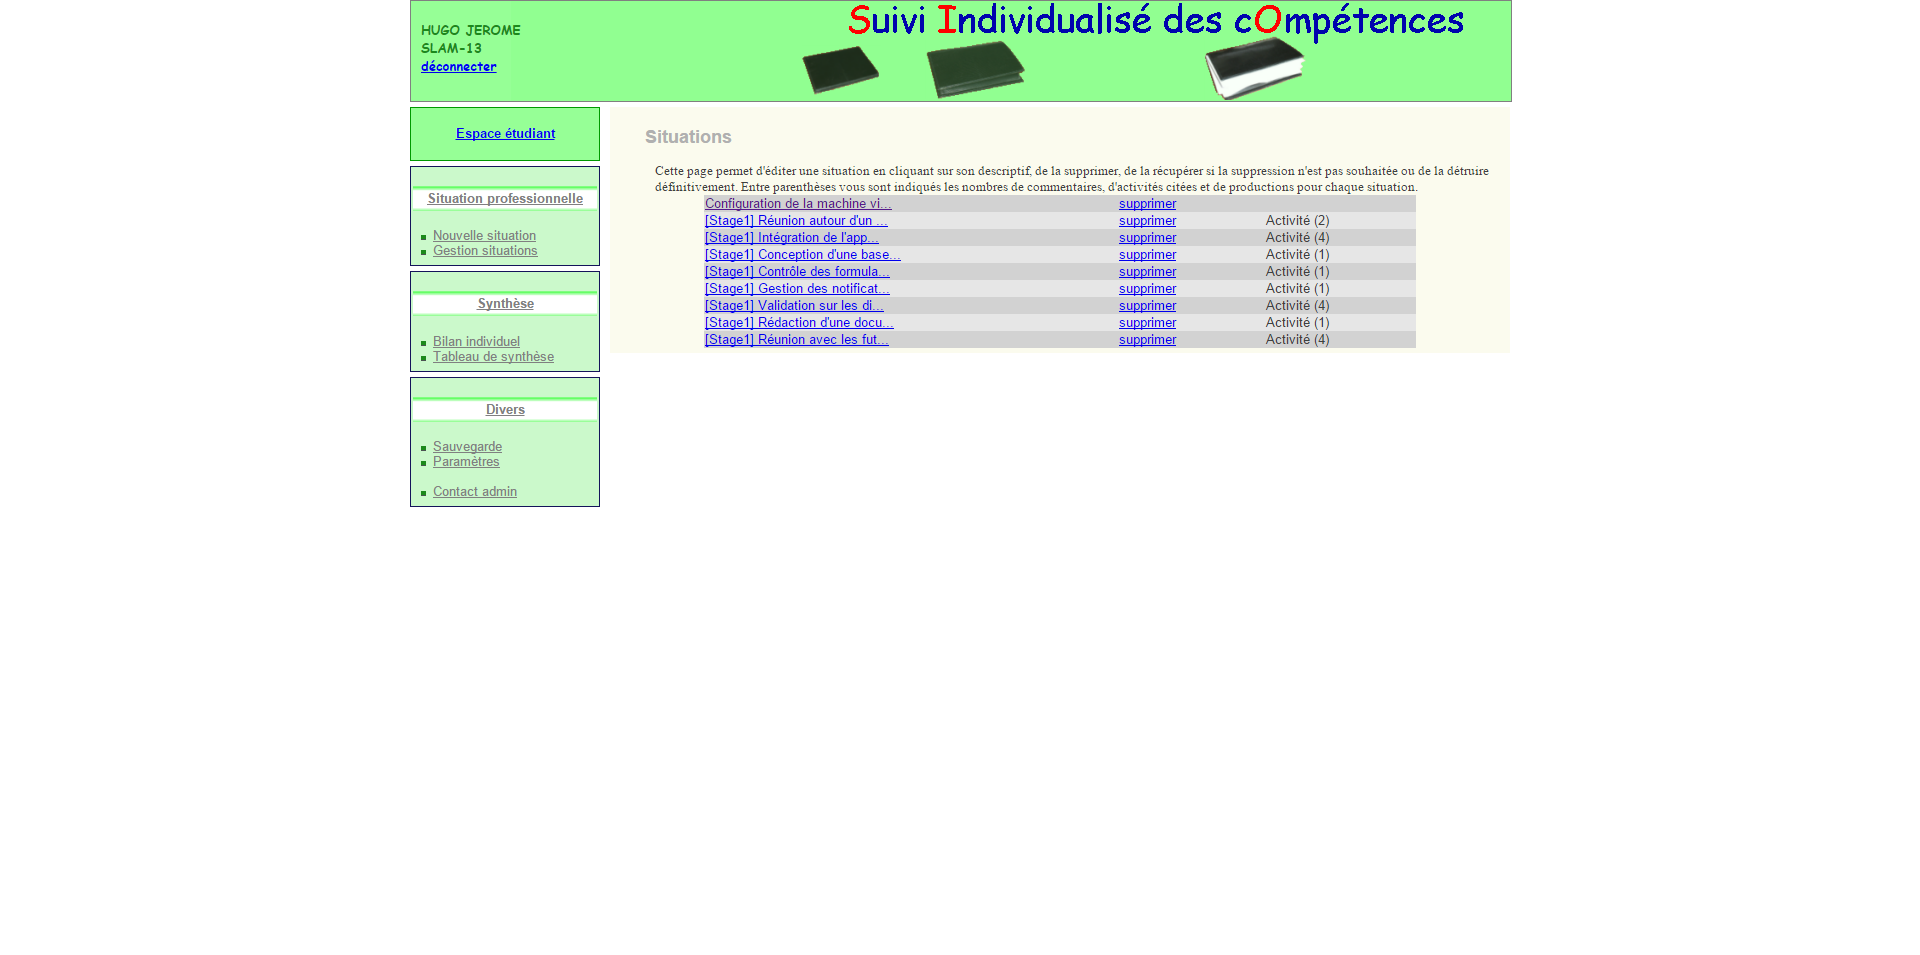 HUGO JEROME
SLAM-13
déconnecter
Suivi Individualisé des cOmpétences
Espace étudiant
Situation professionnelle
Nouvelle situation
Gestion situations
Synthèse
Bilan individuel
Tableau de synthèse
Divers
Sauvegarde
Paramètres
Contact admin
Situations
Cette page permet d'éditer une situation en cliquant sur son descriptif, de la supprimer, de la récupérer si la suppression n'est pas souhaitée ou de la détruire
définitivement. Entre parenthèses vous sont indiqués les nombres de commentaires, d'activités citées et de productions pour chaque situation.
Configuration de la machine vi... supprimer
[Stage1] Réunion autour d'un ... supprimer Activité (2)
[Stage1] Intégration de l'app... supprimer Activité (4)
[Stage1] Conception d'une base... supprimer Activité (1)
[Stage1] Contrôle des formula... supprimer Activité (1)
[Stage1] Gestion des notificat... supprimer Activité (1)
[Stage1] Validation sur les di... supprimer Activité (4)
[Stage1] Rédaction d'une docu... supprimer Activité (1)
[Stage1] Réunion avec les fut... supprimer Activité (4)